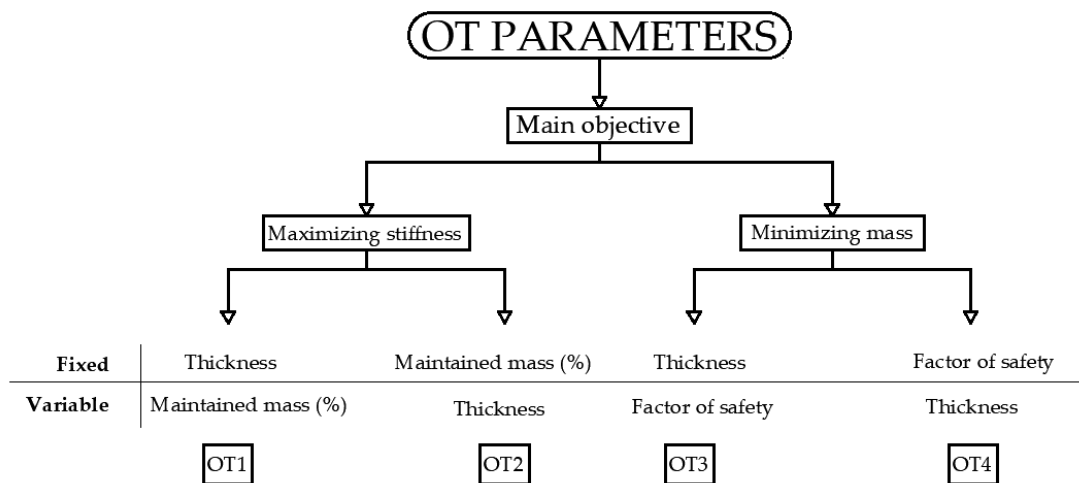 OT PARAMETERS
Main objective
Maximizing stiffness
Minimizing mass
Fixed Thickness Maintained mass (%) Thickness Factor of safety
Variable Maintained mass (%) Thickness Factor of safety Thickness
OT1 OT2 OT3 OT4